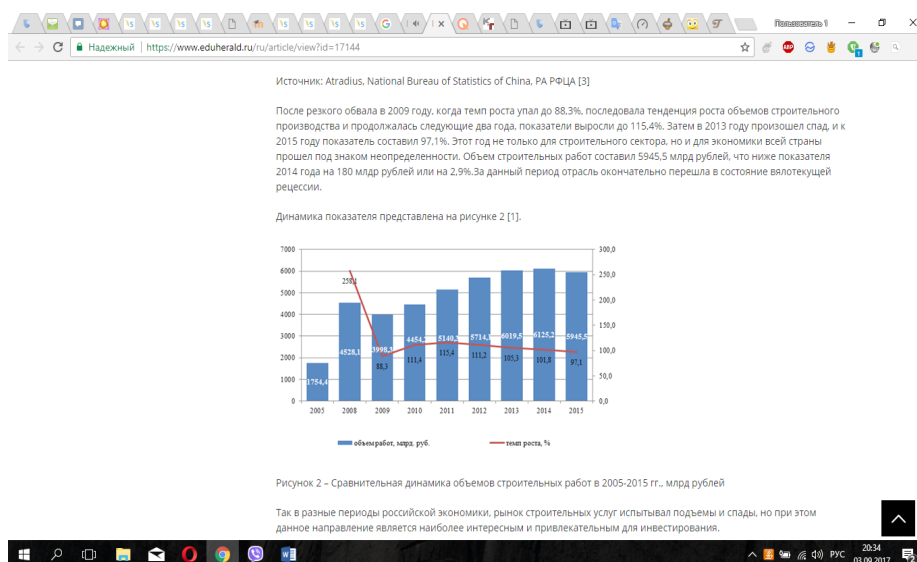 Пользователь 1
Надежный | https://www.eduherald.ru/ru/article/view?id=17144
Источник: Atradius, National Bureau of Statistics of China, РА РФЦА [3]
После резкого обвала в 2009 году, когда темп роста упал до 88,3%, последовала тенденция роста объемов строительного
производства и продолжалась следующие два года, показатели выросли до 115,4%. Затем в 2013 году произошел спад, и к
2015 году показатель составил 97,1%. Этот год не только для строительного сектора, но и для экономики всей страны
прошел под знаком неопределенности. Объем строительных работ составил 5945,5 млрд рублей, что ниже показателя
2014 года на 180 млдр рублей или на 2,9%.За данный период отрасль окончательно перешла в состояние вялотекущей
рецессии.
Динамика показателя представлена на рисунке 2 [1].
7000 300,0
6000 250,0
5000 200,0
4000 150,0
3000 100,0
2000 50,0
1000 0,0
0
258,1
1754,4 4528,1 3998,3 4454,2 5140,3 5714,1 6019,5 6125,2 5945,5
88,3 111,4 115,4 111,2 105,3 101,8 97,1
2005 2008 2009 2010 2011 2012 2013 2014 2015
объем работ, млрд. руб. темп роста, %
Рисунок 2 – Сравнительная динамика объемов строительных работ в 2005-2015 гг., млрд рублей
Так в разные периоды российской экономики, рынок строительных услуг испытывал подъемы и спады, но при этом
данное направление является наиболее интересным и привлекательным для инвестирования.
РУС
20:34
03.09.2017